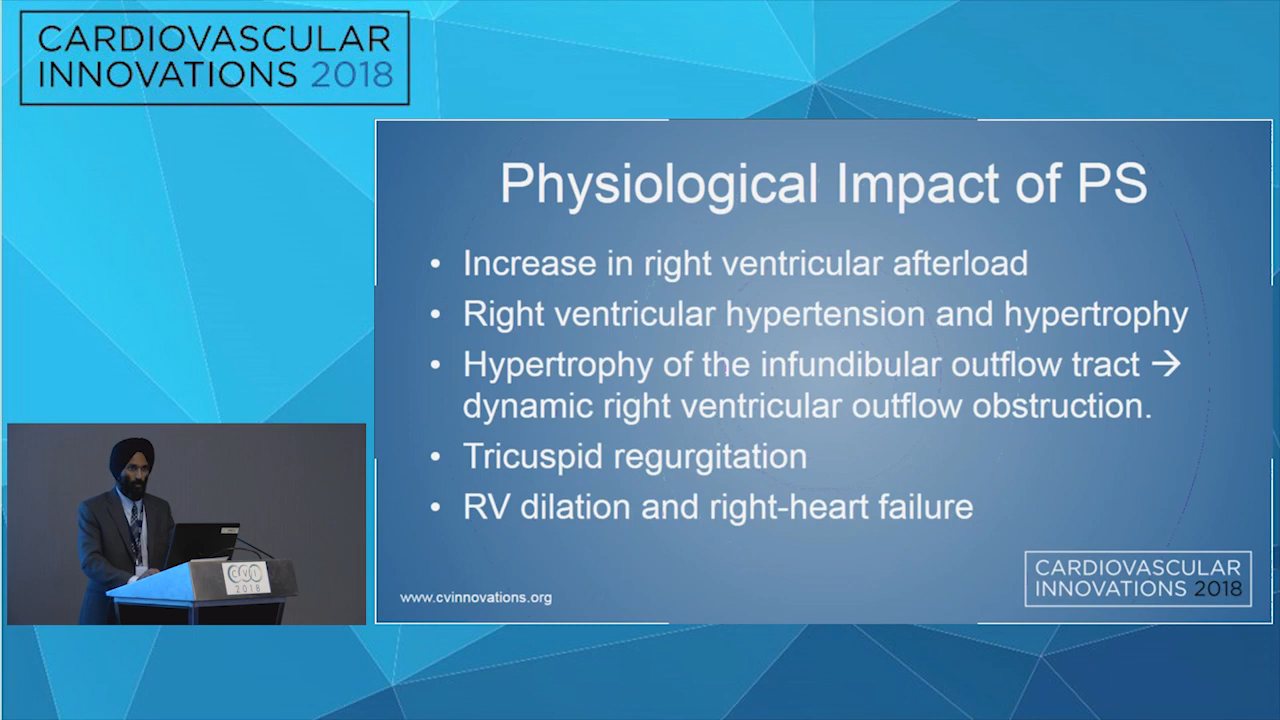 CARDIOVASCULAR
INNOVATIONS 2018
Physiological Impact of PS
• Increase in right ventricular afterload
• Right ventricular hypertension and hypertrophy
• Hypertrophy of the infundibular outflow tract →
dynamic right ventricular outflow obstruction.
• Tricuspid regurgitation
• RV dilation and right-heart failure
www.cvinnovations.org
CARDIOVASCULAR
INNOVATIONS 2018
CVI
2018